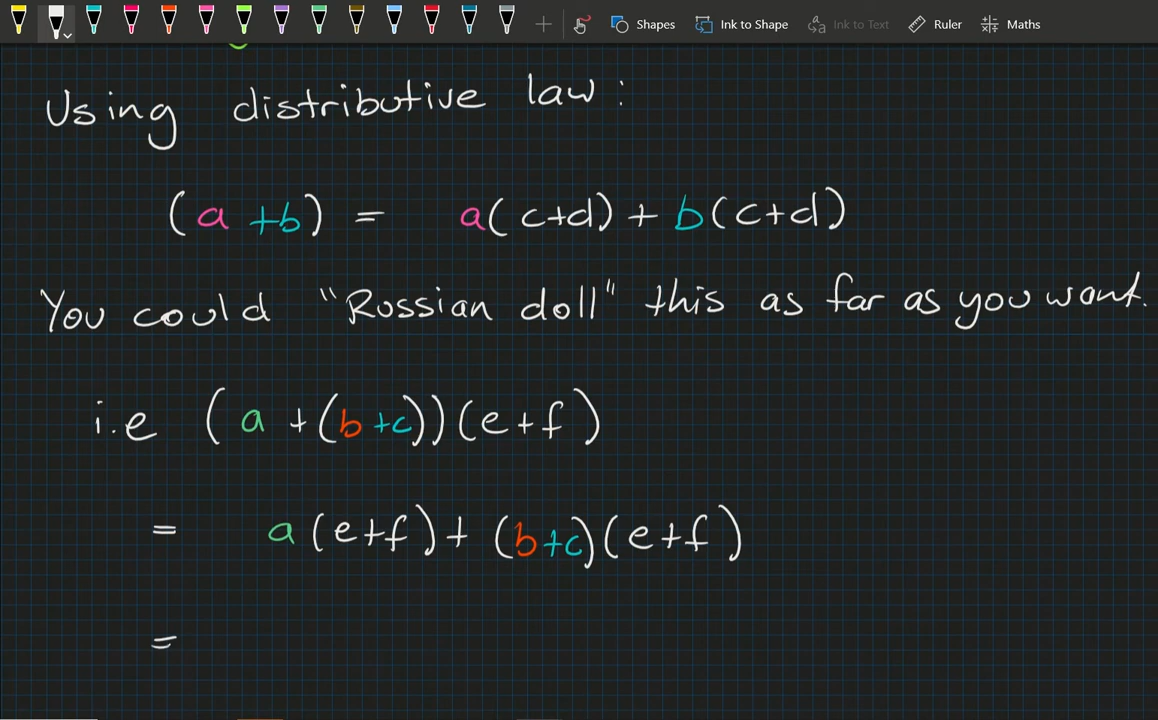 Shapes Ink to Shape Ink to Text Ruler Maths
Using distributive law:
(a +b) = a(c+d) + b(c+d)
You could "Russian doll" this as far as you want.
i.e (a +(b +c))(e+f)
= a(e+f)+ (b+c)(e+f)
=